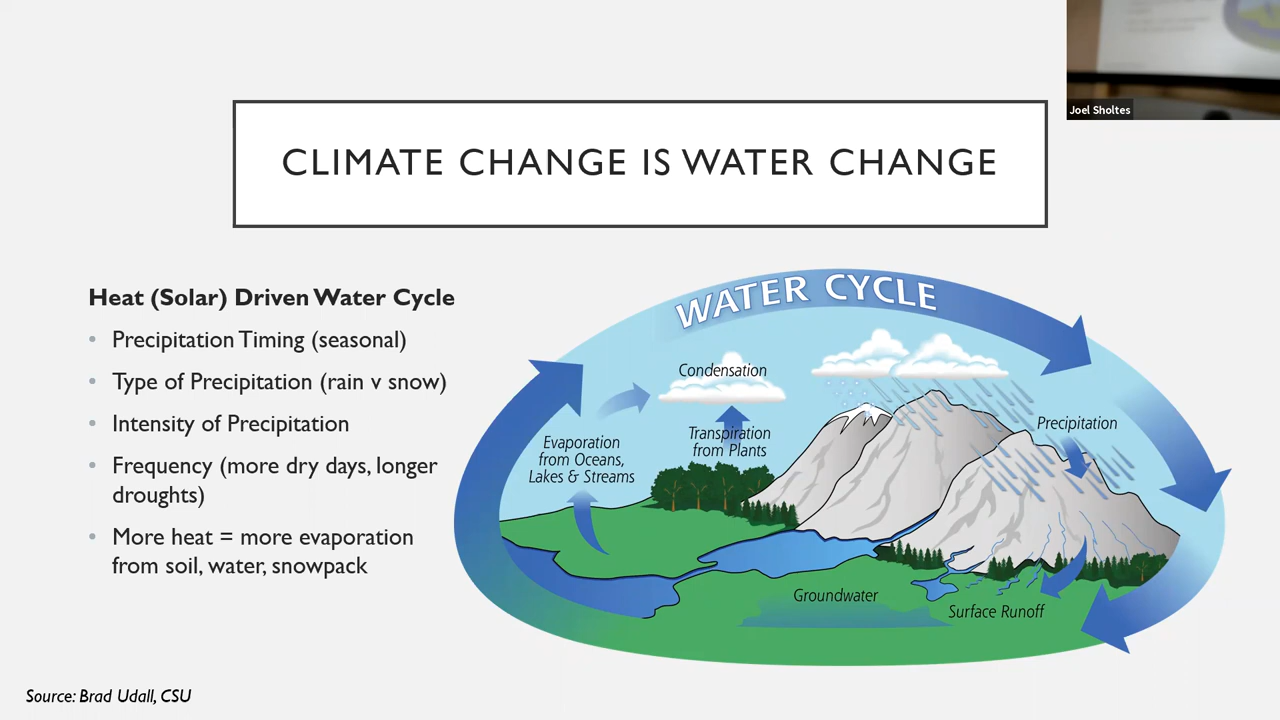 Joel Sholtes
CLIMATE CHANGE IS WATER CHANGE
Heat (Solar) Driven Water Cycle
• Precipitation Timing (seasonal)
• Type of Precipitation (rain v snow)
• Intensity of Precipitation
• Frequency (more dry days, longer
droughts)
• More heat = more evaporation
from soil, water, snowpack
WATER CYCLE
Condensation
Precipitation
Transpiration
from Plants
Evaporation
from Oceans,
Lakes & Streams
Groundwater
Surface Runoff
Source: Brad Udall, CSU